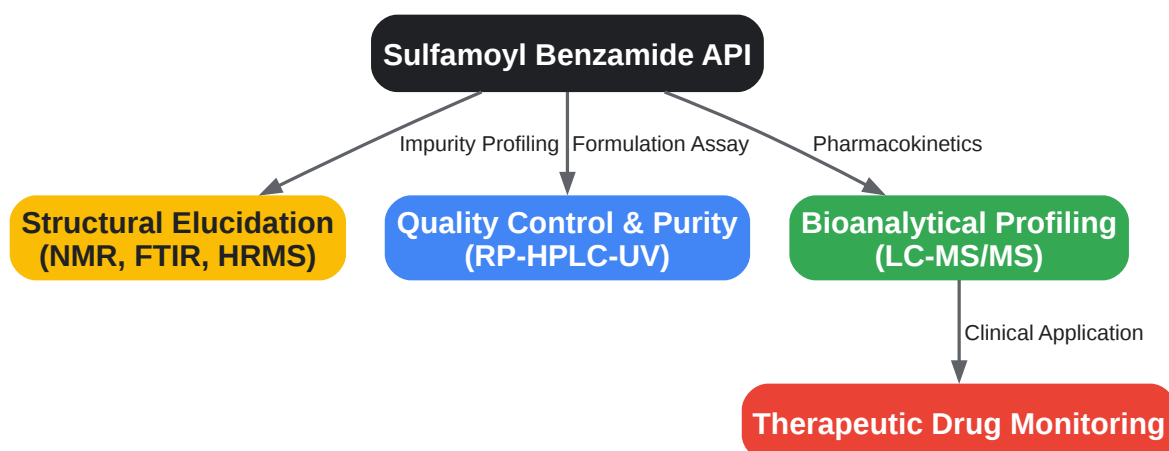 Sulfamoyl Benzamide API
Impurity Profiling
Formulation Assay
Pharmacokinetics
Structural Elucidation
(NMR, FTIR, HRMS)
Quality Control & Purity
(RP-HPLC-UV)
Bioanalytical Profiling
(LC-MS/MS)
Clinical Application
Therapeutic Drug Monitoring